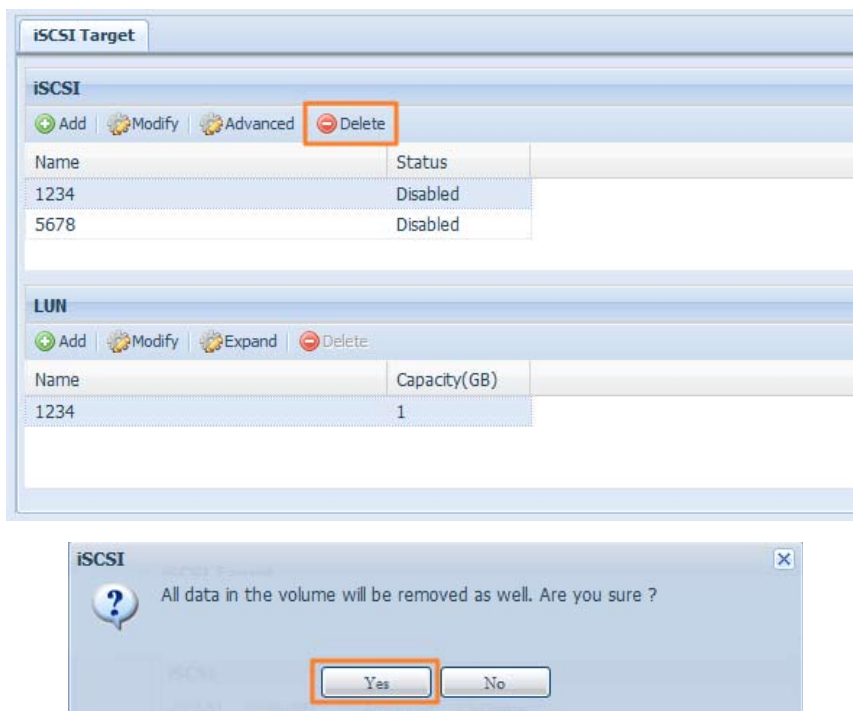 iSCSI Target
iSCSI
Add Modify Advanced Delete
Name Status
1234 Disabled
5678 Disabled
LUN
Add Modify Expand Delete
Name Capacity(GB)
1234 1
iSCSI
All data in the volume will be removed as well. Are you sure ?
Yes No